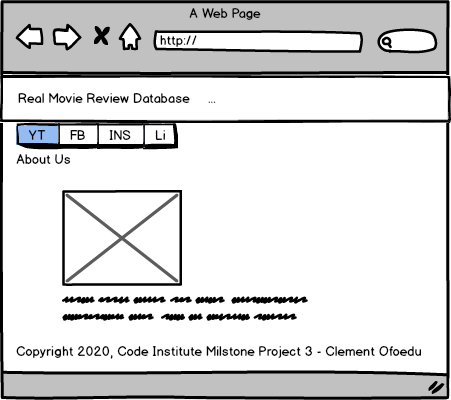 A Web Page
http://
Real Movie Review Database ...
YT FB INS Li
About Us
Copyright 2020, Code Institute Milstone Project 3 - Clement Ofoedu